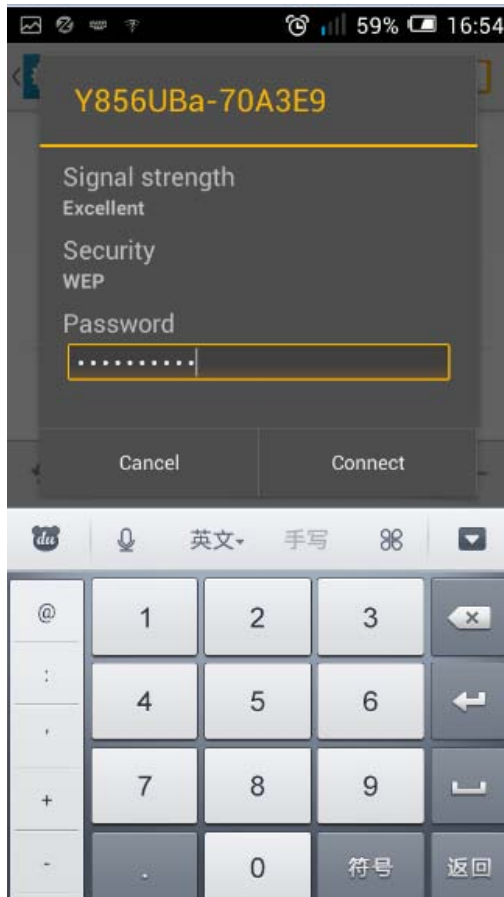 59% 16:54
Y856UBa-70A3E9
Signal strength
Excellent
Security
WEP
Password
••••••••••
Cancel Connect
du 英文 手写
@ 1 2 3
: 4 5 6
,
+ 7 8 9
- . 0 符号 返回